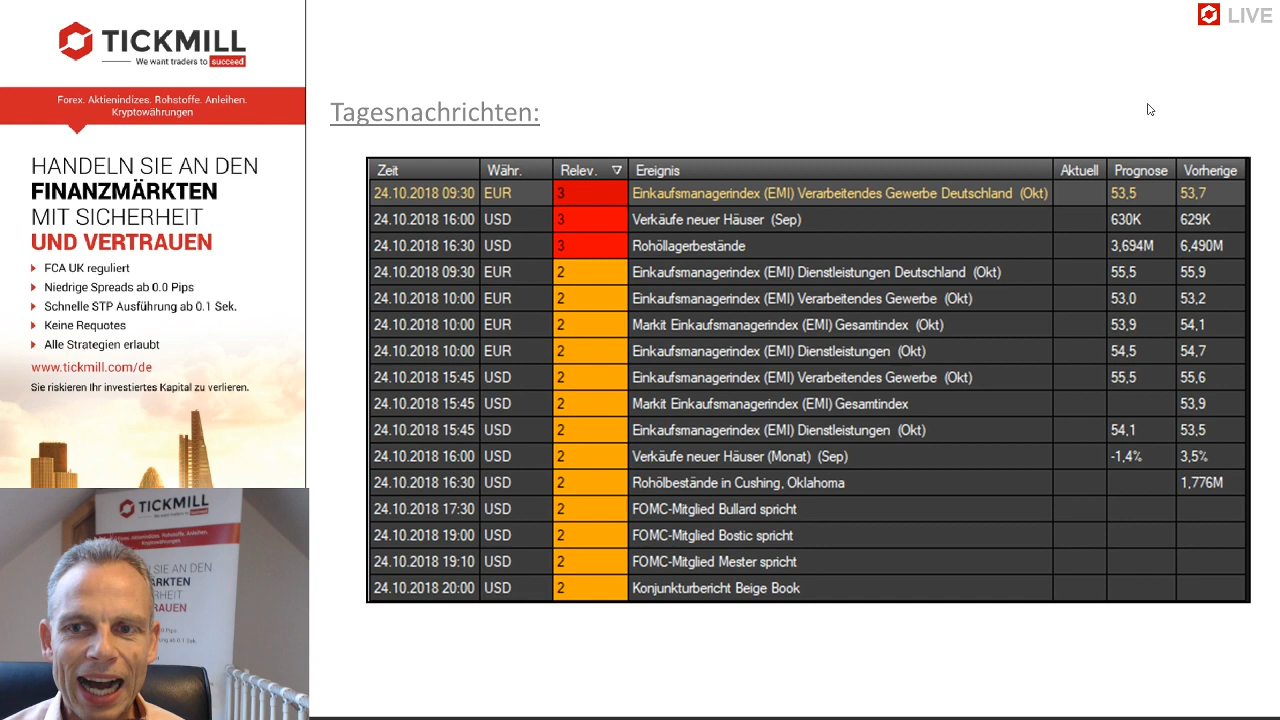 TICKMILL
We want traders to succeed
Forex. Aktienindizes. Rohstoffe. Anleihen.
Kryptowährungen
HANDELN SIE AN DEN
FINANZMÄRKTEN
MIT SICHERHEIT
UND VERTRAUEN
FCA UK reguliert
Niedrige Spreads ab 0.0 Pips
Schnelle STP Ausführung ab 0.1 Sek.
Keine Requotes
Alle Strategien erlaubt
www.tickmill.com/de
Sie riskieren Ihr investiertes Kapital zu verlieren.
LIVE
Tagesnachrichten:
Zeit Währ. Relev. Ereignis Aktuell Prognose Vorherige
24.10.2018 09:30 EUR 3 Einkaufsmanagerindex (EMI) Verarbeitendes Gewerbe Deutschland (Okt) 53,5 53,7
24.10.2018 16:00 USD 3 Verkäufe neuer Häuser (Sep) 630K 629K
24.10.2018 16:30 USD 3 Rohöllagerbestände 3,694M 6,490M
24.10.2018 09:30 EUR 2 Einkaufsmanagerindex (EMI) Dienstleistungen Deutschland (Okt) 55,5 55,9
24.10.2018 10:00 EUR 2 Einkaufsmanagerindex (EMI) Verarbeitendes Gewerbe (Okt) 53,0 53,2
24.10.2018 10:00 EUR 2 Markit Einkaufsmanagerindex (EMI) Gesamtindex (Okt) 53,9 54,1
24.10.2018 10:00 EUR 2 Einkaufsmanagerindex (EMI) Dienstleistungen (Okt) 54,5 54,7
24.10.2018 15:45 USD 2 Einkaufsmanagerindex (EMI) Verarbeitendes Gewerbe (Okt) 55,5 55,6
24.10.2018 15:45 USD 2 Markit Einkaufsmanagerindex (EMI) Gesamtindex 53,9
24.10.2018 15:45 USD 2 Einkaufsmanagerindex (EMI) Dienstleistungen (Okt) 54,1 53,5
24.10.2018 16:00 USD 2 Verkäufe neuer Häuser (Monat) (Sep) -1,4% 3,5%
24.10.2018 16:30 USD 2 Rohölbestände in Cushing, Oklahoma 1,776M
24.10.2018 17:30 USD 2 FOMC-Mitglied Bullard spricht
24.10.2018 19:00 USD 2 FOMC-Mitglied Bostic spricht
24.10.2018 19:10 USD 2 FOMC-Mitglied Mester spricht
24.10.2018 20:00 USD 2 Konjunkturbericht Beige Book
TICKMILL
SIE AN DEN